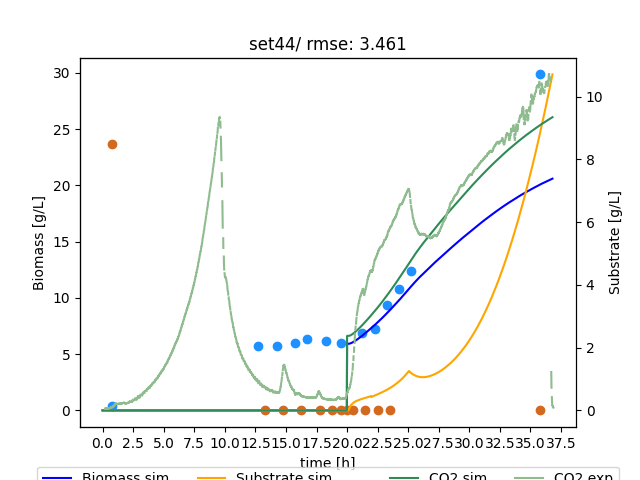 set44/ rmse: 3.461
30
25
20
15
10
5
0
Biomass [g/L]
10
8
6
4
2
0
Substrate [g/L]
0.0 2.5 5.0 7.5 10.0 12.5 15.0 17.5 20.0 22.5 25.0 27.5 30.0 32.5 35.0 37.5
time [h]
Biomass sim Substrate sim CO2 sim CO2 exp